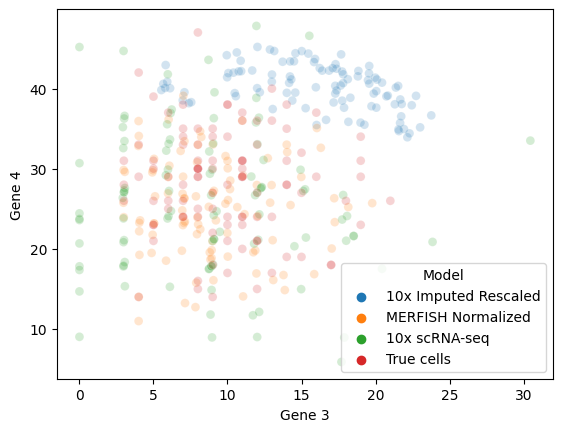 40
30
20
10
Gene 4
0
5
10
15
20
25
30
Gene 3
Model
10x Imputed Rescaled
MERFISH Normalized
10x scRNA-seq
True cells